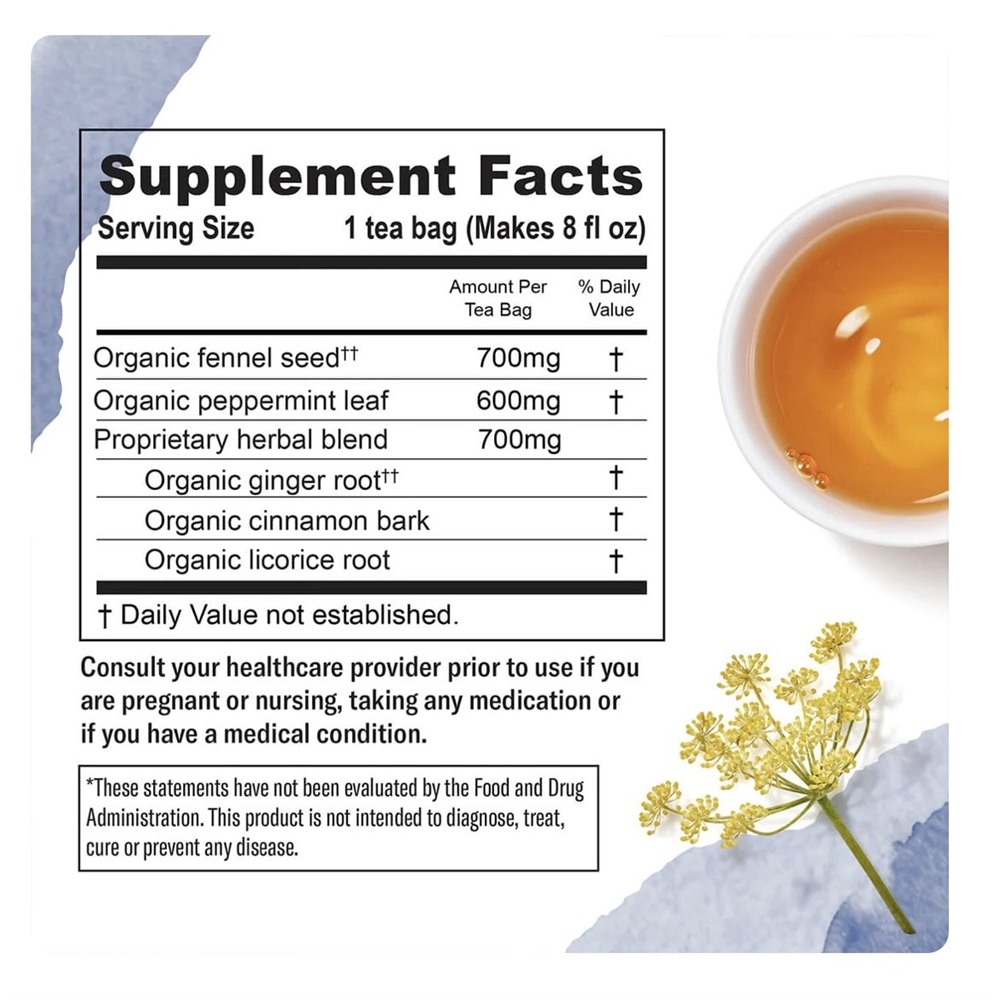 Supplement Facts
Serving Size 1 tea bag (Makes 8 fl oz)
Amount Per % Daily
Tea Bag Value
Organic fennel seed†† 700mg †
Organic peppermint leaf 600mg †
Proprietary herbal blend 700mg
Organic ginger root†† †
Organic cinnamon bark †
Organic licorice root †
† Daily Value not established.
Consult your healthcare provider prior to use if you
are pregnant or nursing, taking any medication or
if you have a medical condition.
*These statements have not been evaluated by the Food and Drug
Administration. This product is not intended to diagnose, treat,
cure or prevent any disease.